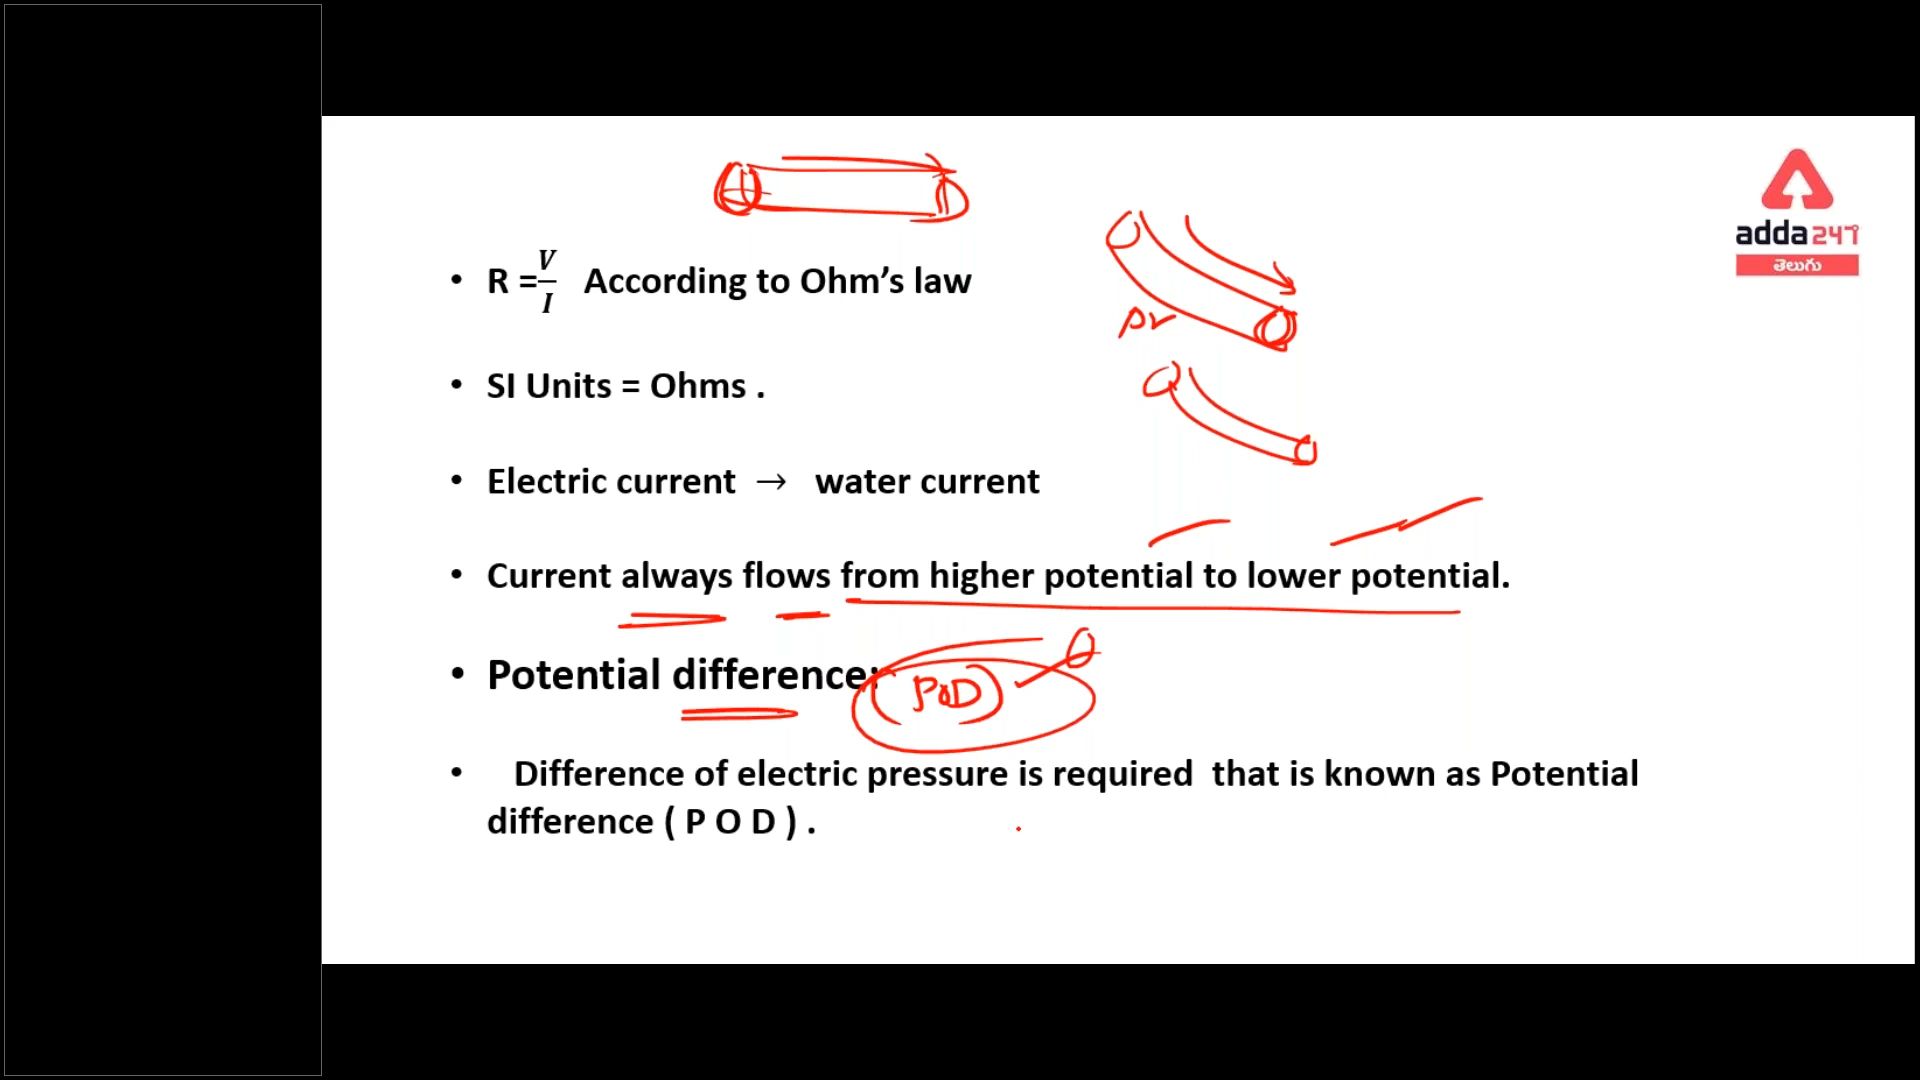 adda247
తెలుగు
• R = V/I According to Ohm's law
pr
• SI Units = Ohms .
• Electric current → water current
• Current always flows from higher potential to lower potential.
• Potential difference:
(POD)
• Difference of electric pressure is required that is known as Potential
difference ( P O D ) .